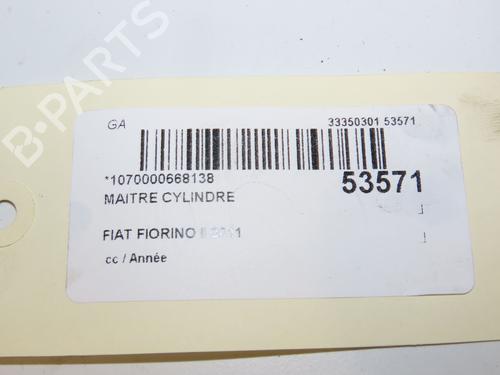 GA
33350301 53571
*1070000668138
53571
MAITRE CYLINDRE
FIAT FIORINO
cc / Année
B-PARTS